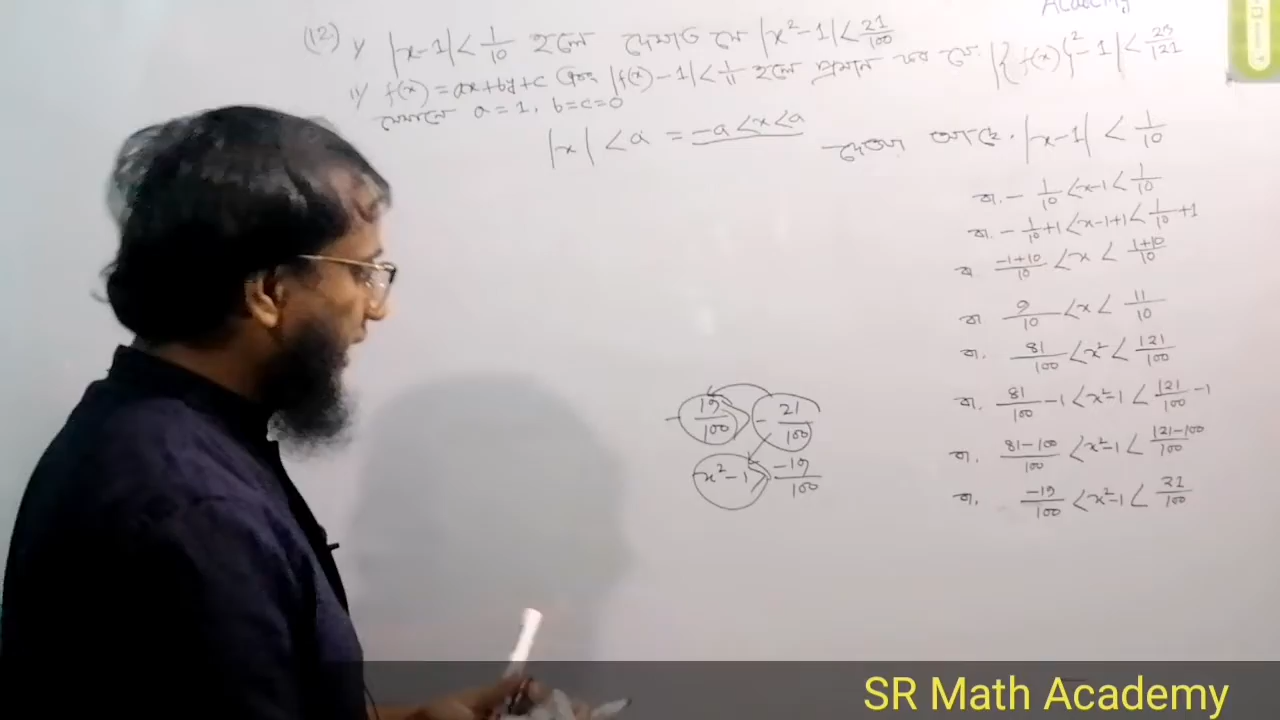 Academy
(12) i) |x-1| < 1/10 হলে দেখাও যে |x²-1| < 21/100
ii) f(x) = ax+by+c এবং |f(x)-1| < 1/11 হলে প্রমাণ কর যে. |{f(x)}²-1| < 23/121
যেখানে a=1, b=c=0
|x| < a = -a<x<a
দেওয়া আছে. |x-1| < 1/10
বা. -1/10 < x-1 < 1/10
বা. -1/10+1 < x-1+1 < 1/10+1
বা -1+10/10 < x < 1+10/10
বা 9/10 < x < 11/10
বা. 81/100 < x² < 121/100
বা. 81/100 -1 < x²-1 < 121/100 -1
বা. 81-100/100 < x²-1 < 121-100/100
বা. -19/100 < x²-1 < 21/100
-19/100 > -21/100
x²-1 > -19/100
SR Math Academy